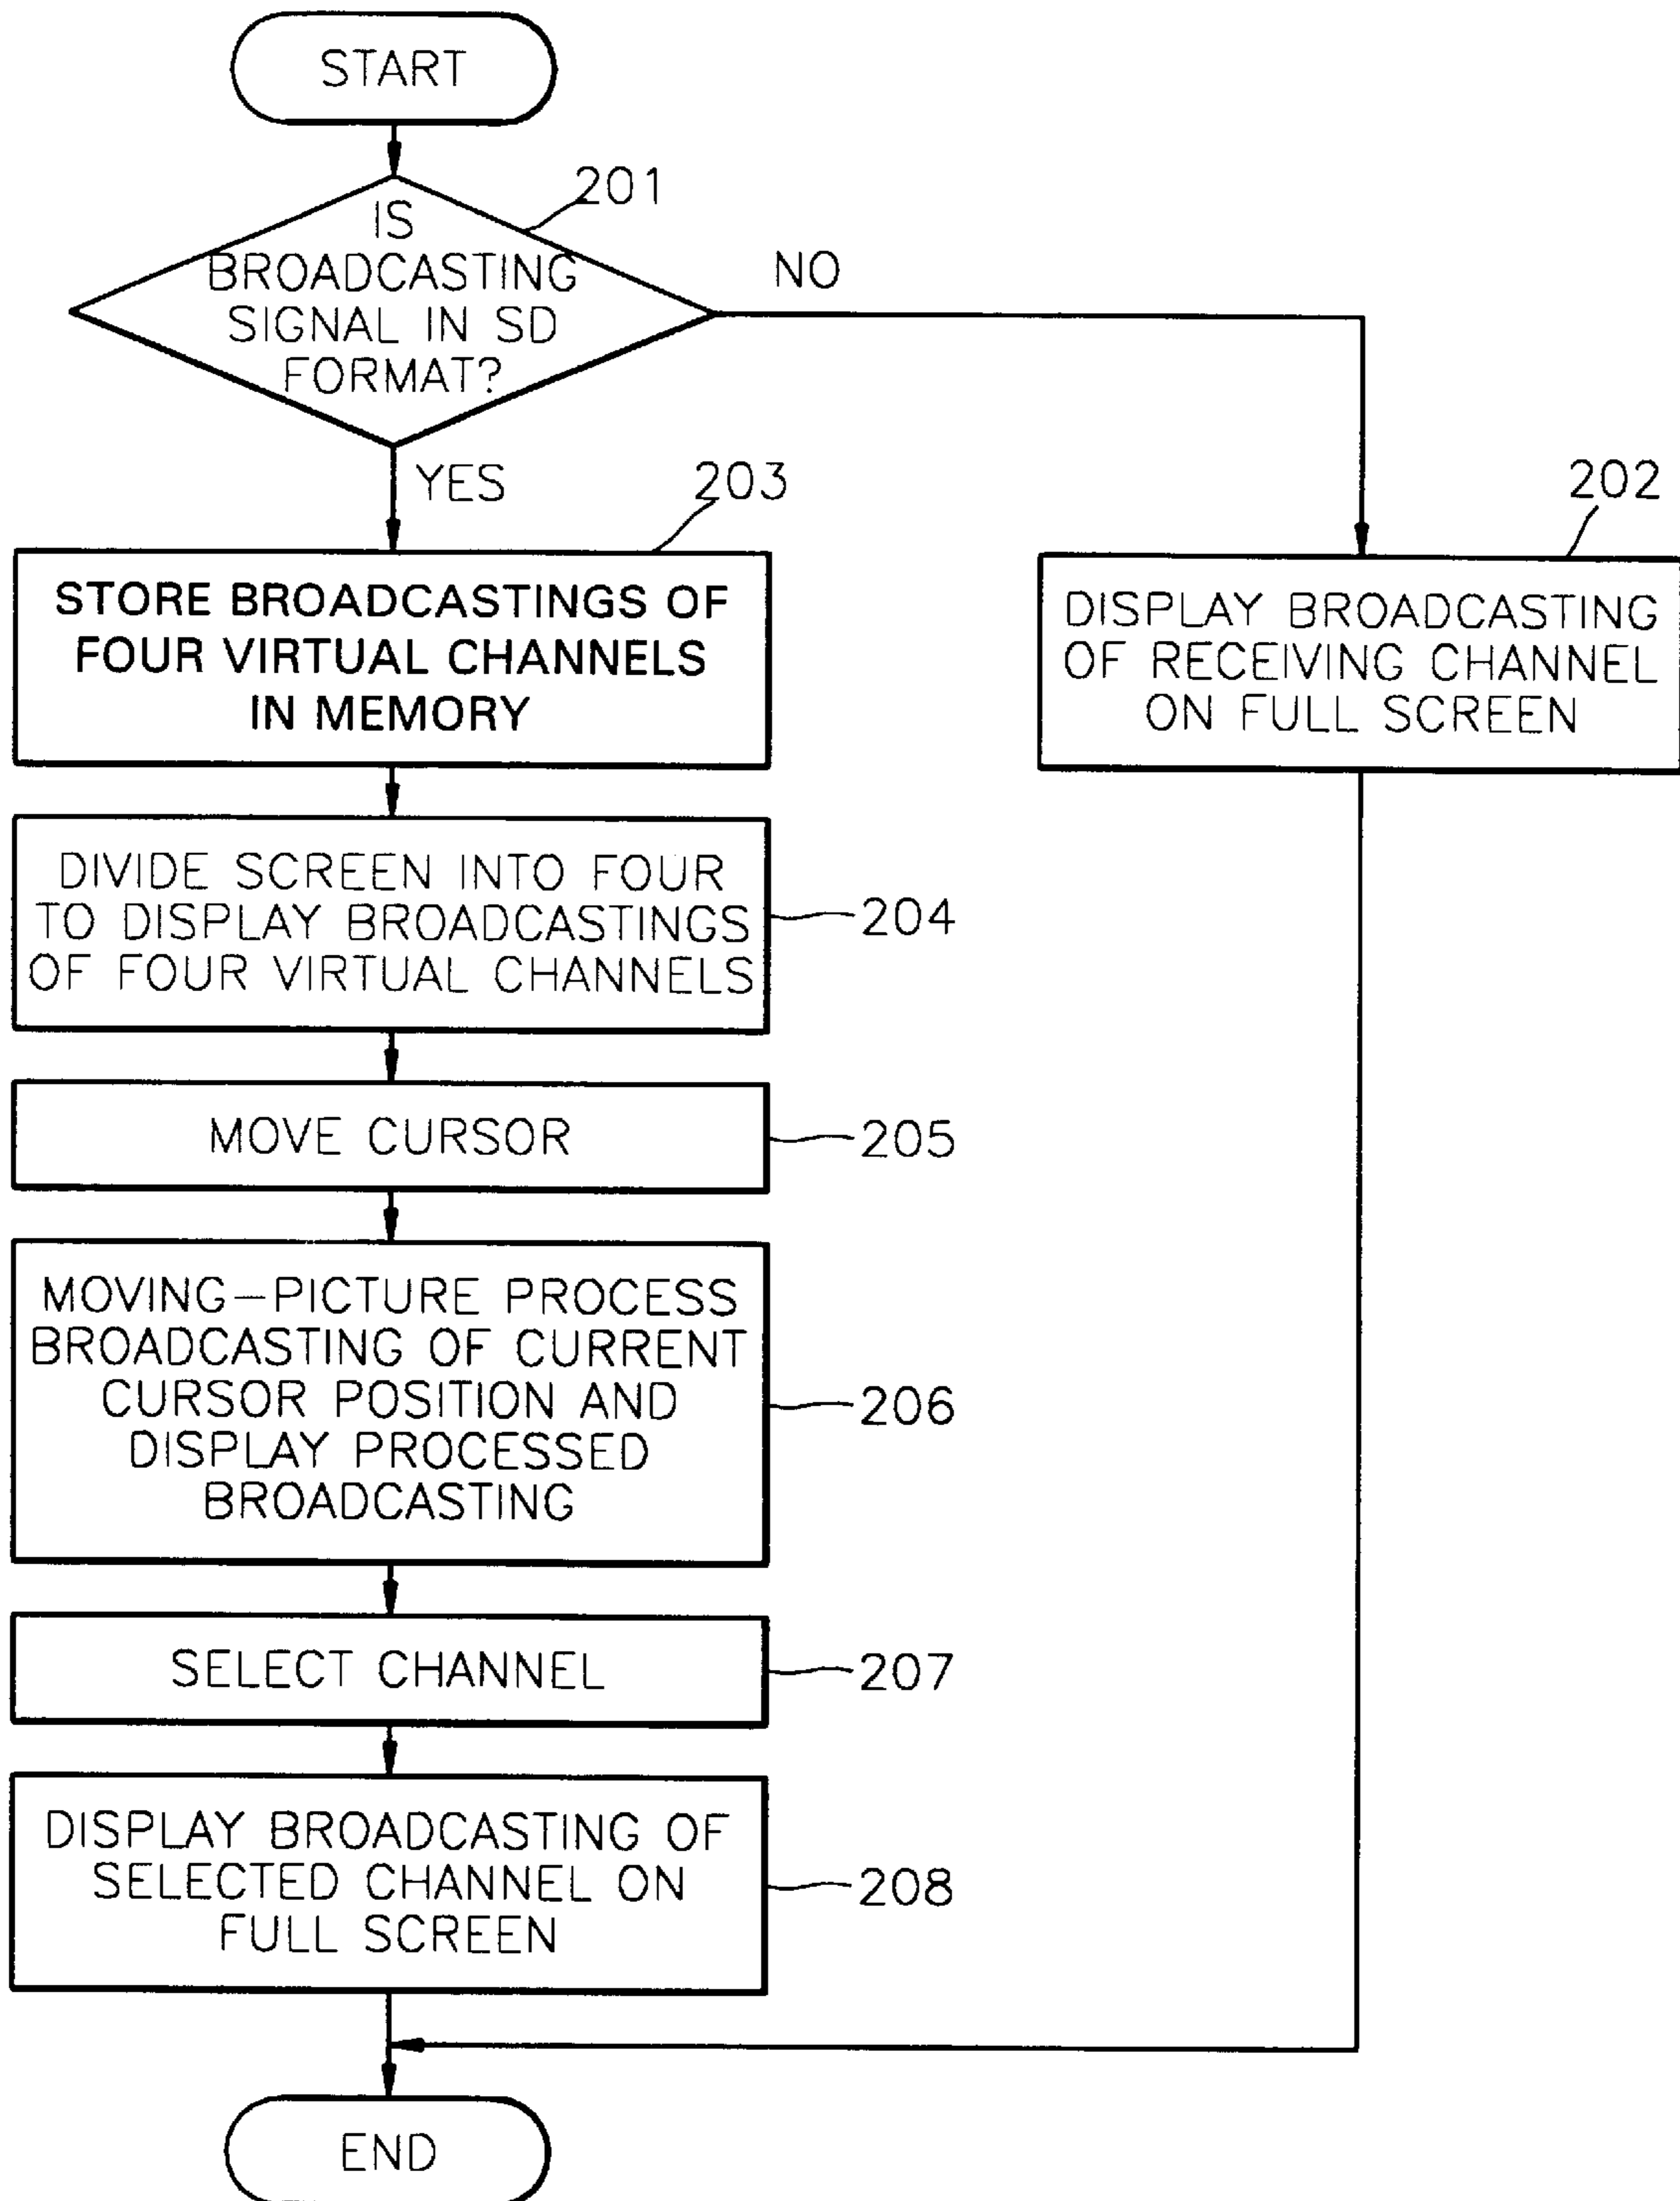 START
201
IS
BROADCASTING
SIGNAL IN SD
FORMAT?
NO
YES
203
STORE BROADCASTINGS OF
FOUR VIRTUAL CHANNELS
IN MEMORY
202
DISPLAY BROADCASTING
OF RECEIVING CHANNEL
ON FULL SCREEN
DIVIDE SCREEN INTO FOUR
TO DISPLAY BROADCASTINGS
OF FOUR VIRTUAL CHANNELS
204
MOVE CURSOR
205
MOVING-PICTURE PROCESS
BROADCASTING OF CURRENT
CURSOR POSITION AND
DISPLAY PROCESSED
BROADCASTING
206
SELECT CHANNEL
207
DISPLAY BROADCASTING OF
SELECTED CHANNEL ON
FULL SCREEN
208
END